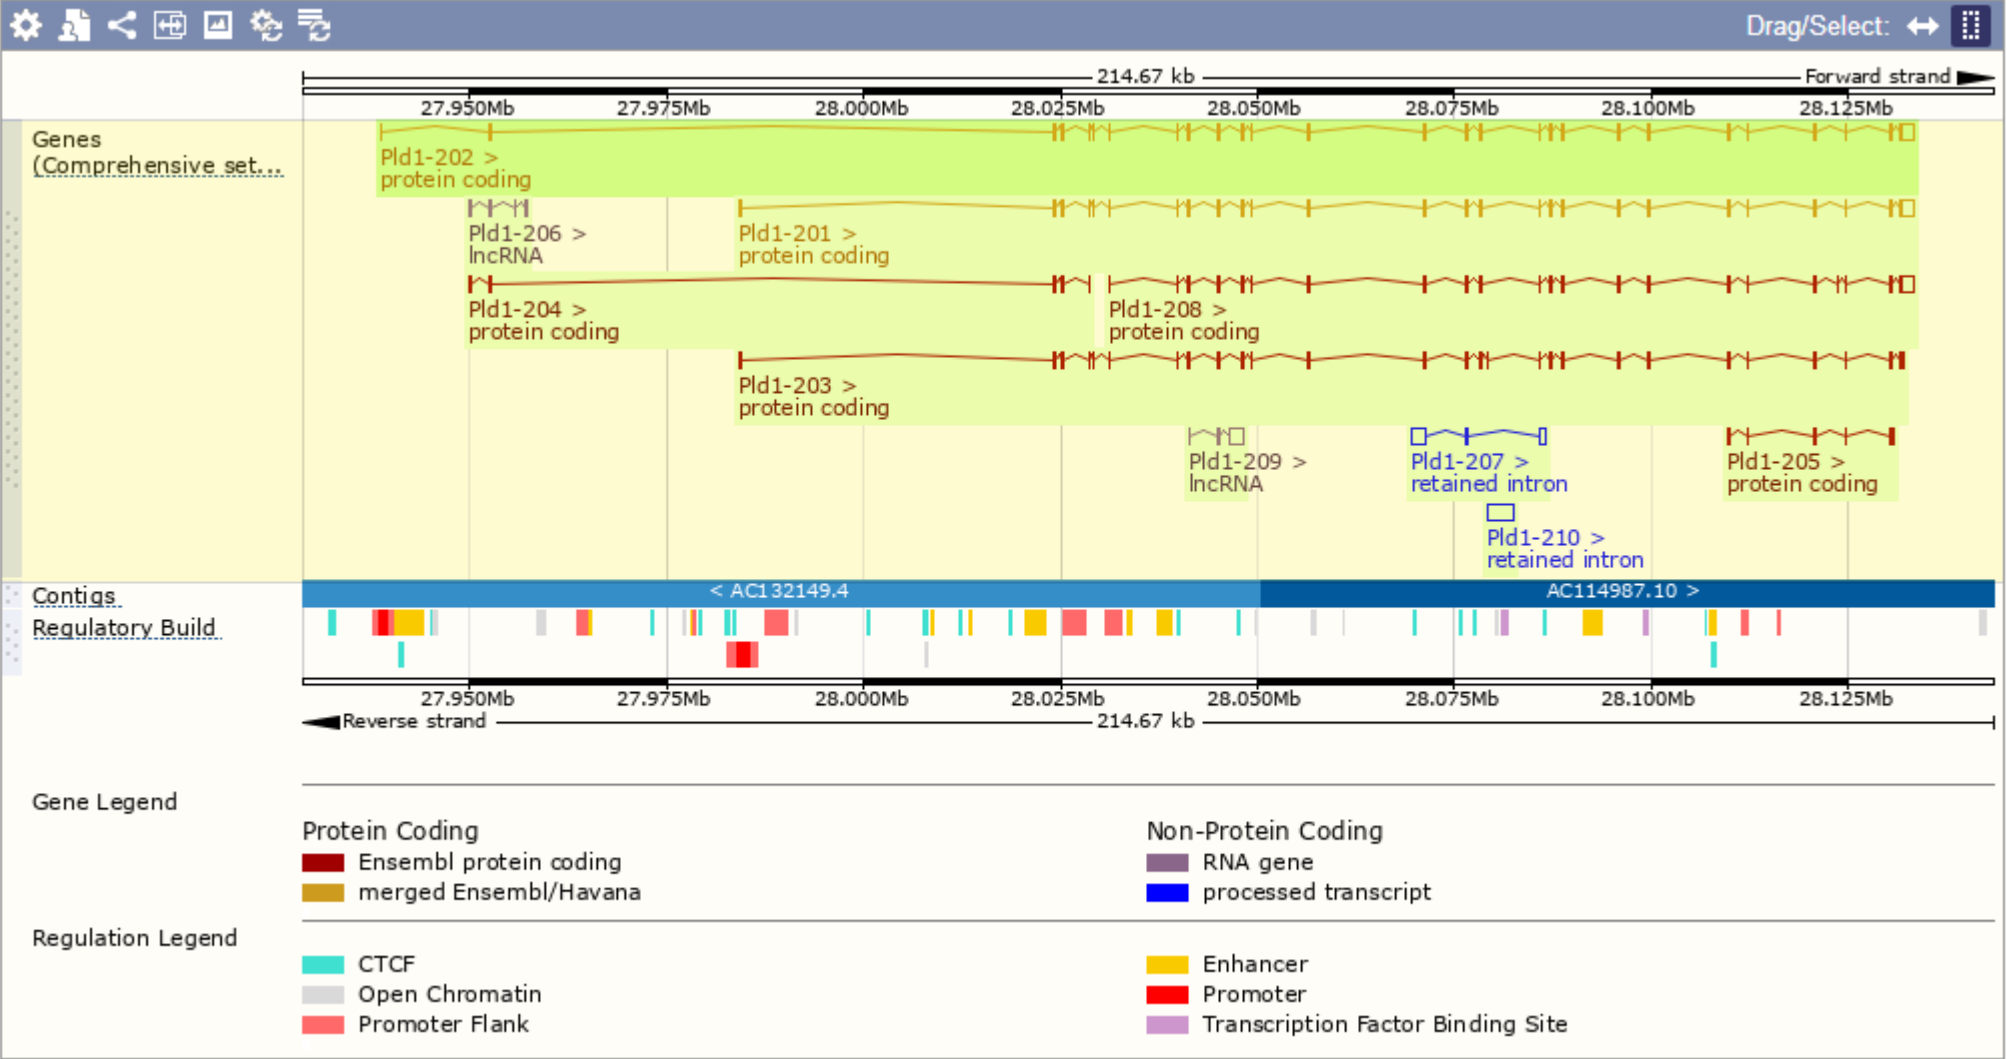 Drag/Select:
214.67 kb
Forward strand
27.950Mb 27.975Mb 28.000Mb 28.025Mb 28.050Mb 28.075Mb 28.100Mb 28.125Mb
Genes
(Comprehensive set...
Pld1-202 >
protein coding
Pld1-206 >
lncRNA
Pld1-201 >
protein coding
Pld1-204 >
protein coding
Pld1-208 >
protein coding
Pld1-203 >
protein coding
Pld1-209 >
lncRNA
Pld1-207 >
retained intron
Pld1-205 >
protein coding
Pld1-210 >
retained intron
Contigs
< AC132149.4
AC114987.10 >
Regulatory Build
27.950Mb 27.975Mb 28.000Mb 28.025Mb 28.050Mb 28.075Mb 28.100Mb 28.125Mb
Reverse strand
214.67 kb
Gene Legend
Protein Coding
Ensembl protein coding
merged Ensembl/Havana
Non-Protein Coding
RNA gene
processed transcript
Regulation Legend
CTCF
Open Chromatin
Promoter Flank
Enhancer
Promoter
Transcription Factor Binding Site